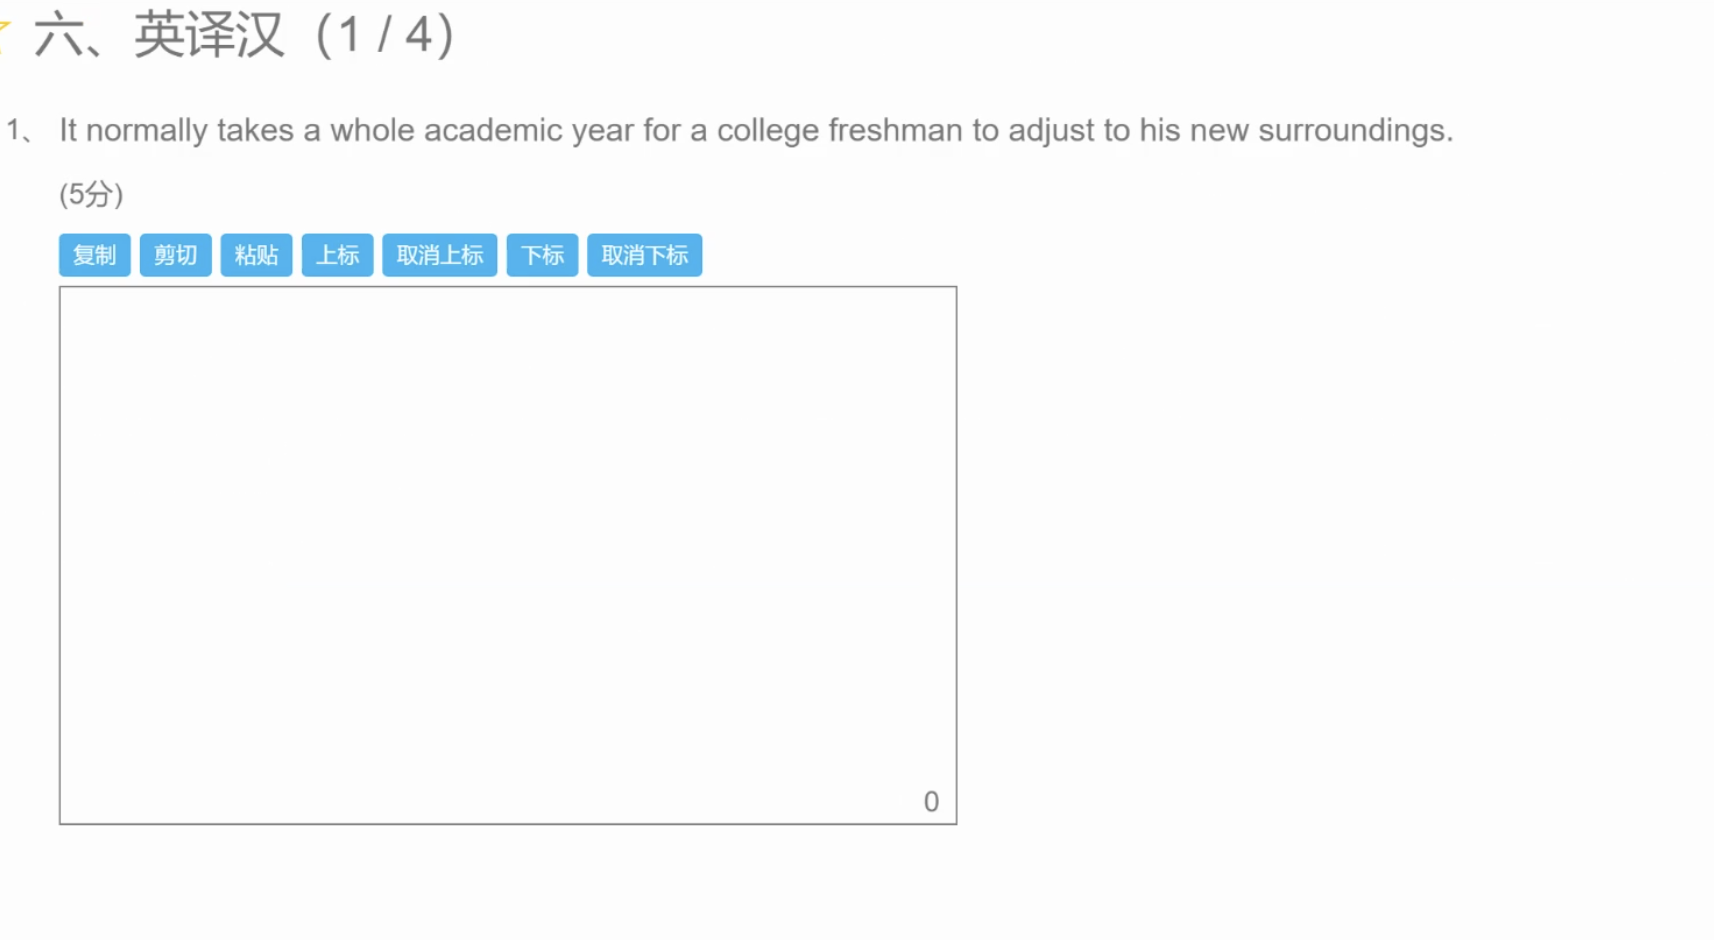 六、英译汉（1 / 4）
1、 It normally takes a whole academic year for a college freshman to adjust to his new surroundings.
(5分)
复制 剪切 粘贴 上标 取消上标 下标 取消下标
0